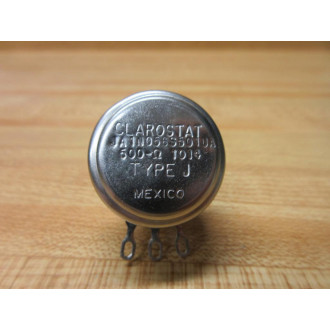 CLAROSTAT
JA1N056S501UA
500-Ω 1014
TYPE J
MEXICO